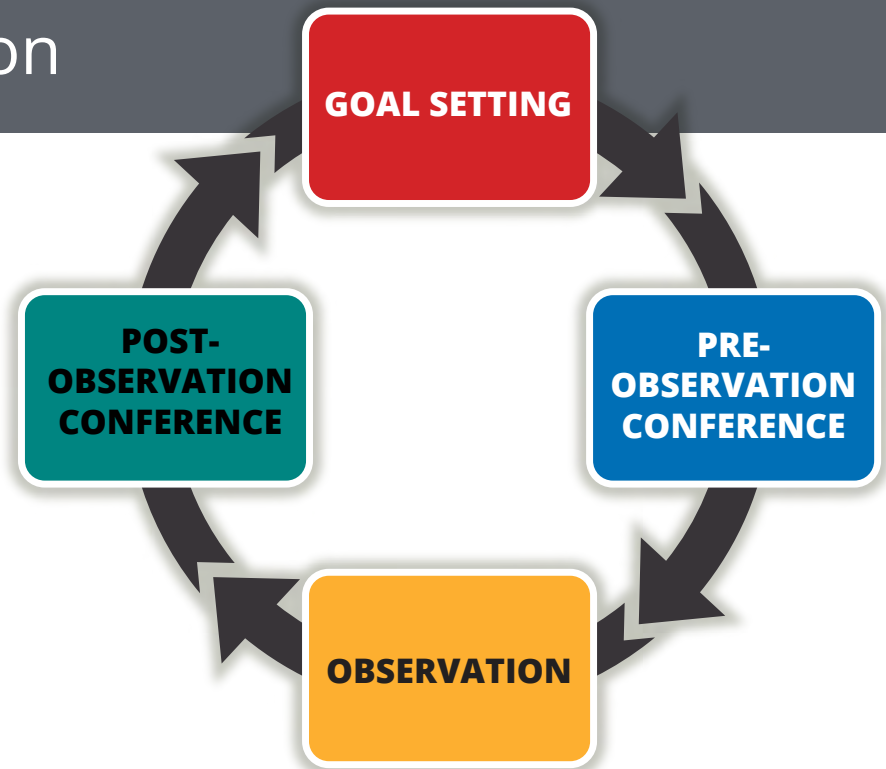 on
GOAL SETTING
POST-
OBSERVATION
CONFERENCE
PRE-
OBSERVATION
CONFERENCE
OBSERVATION